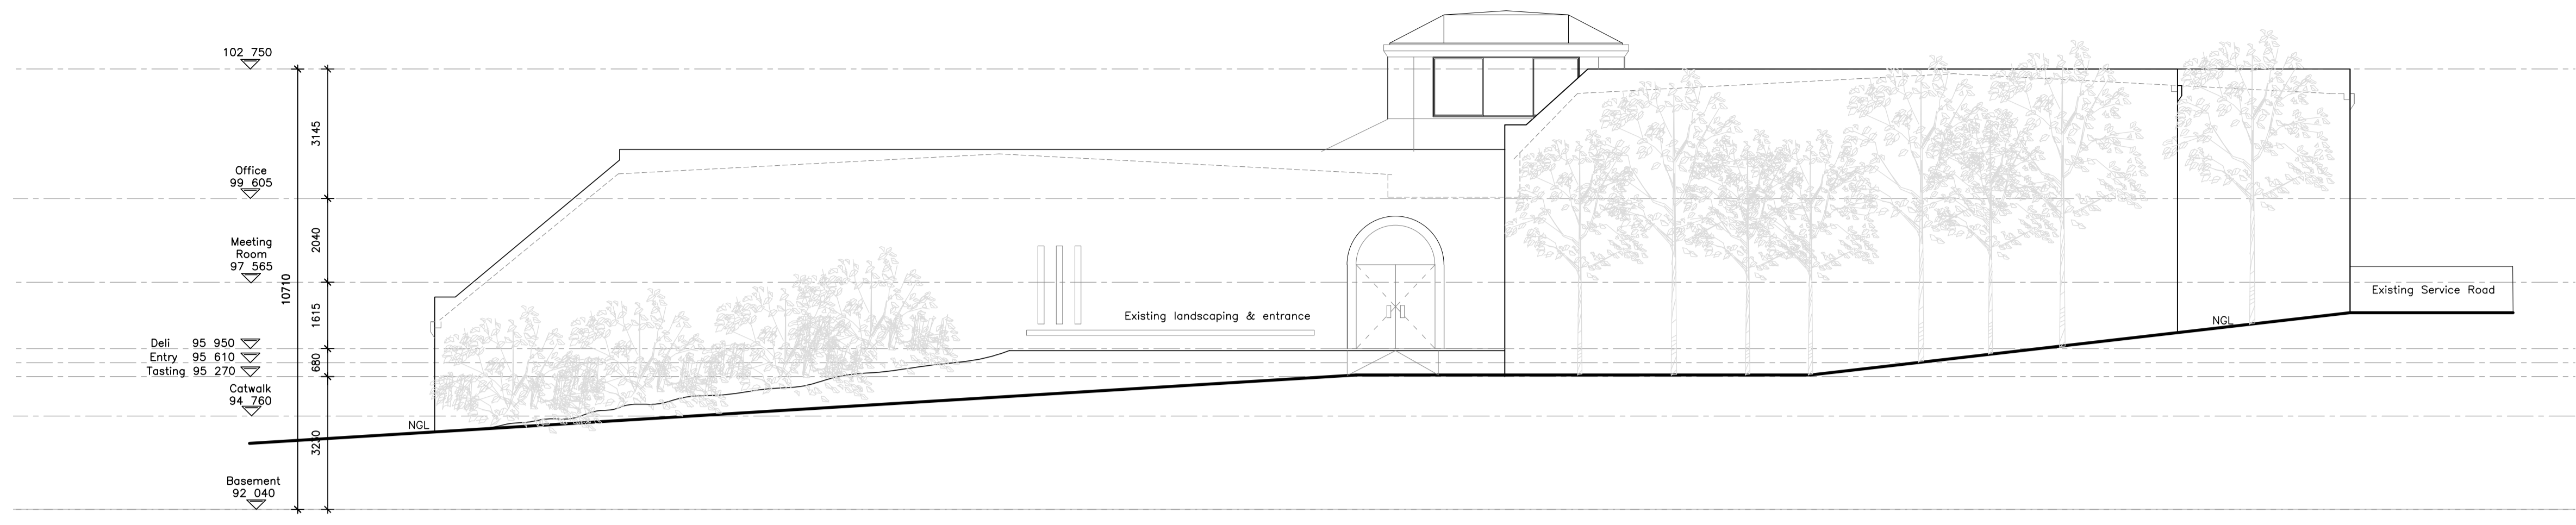 102 750
3145
Office
99 605
2040
Meeting
Room
97 565
10710
1615
Existing landscaping & entrance
Existing Service Road
NGL
Deli 95 950
Entry 95 610
Tasting 95 270
680
Catwalk
94 760
NGL
3230
Basement
92 040